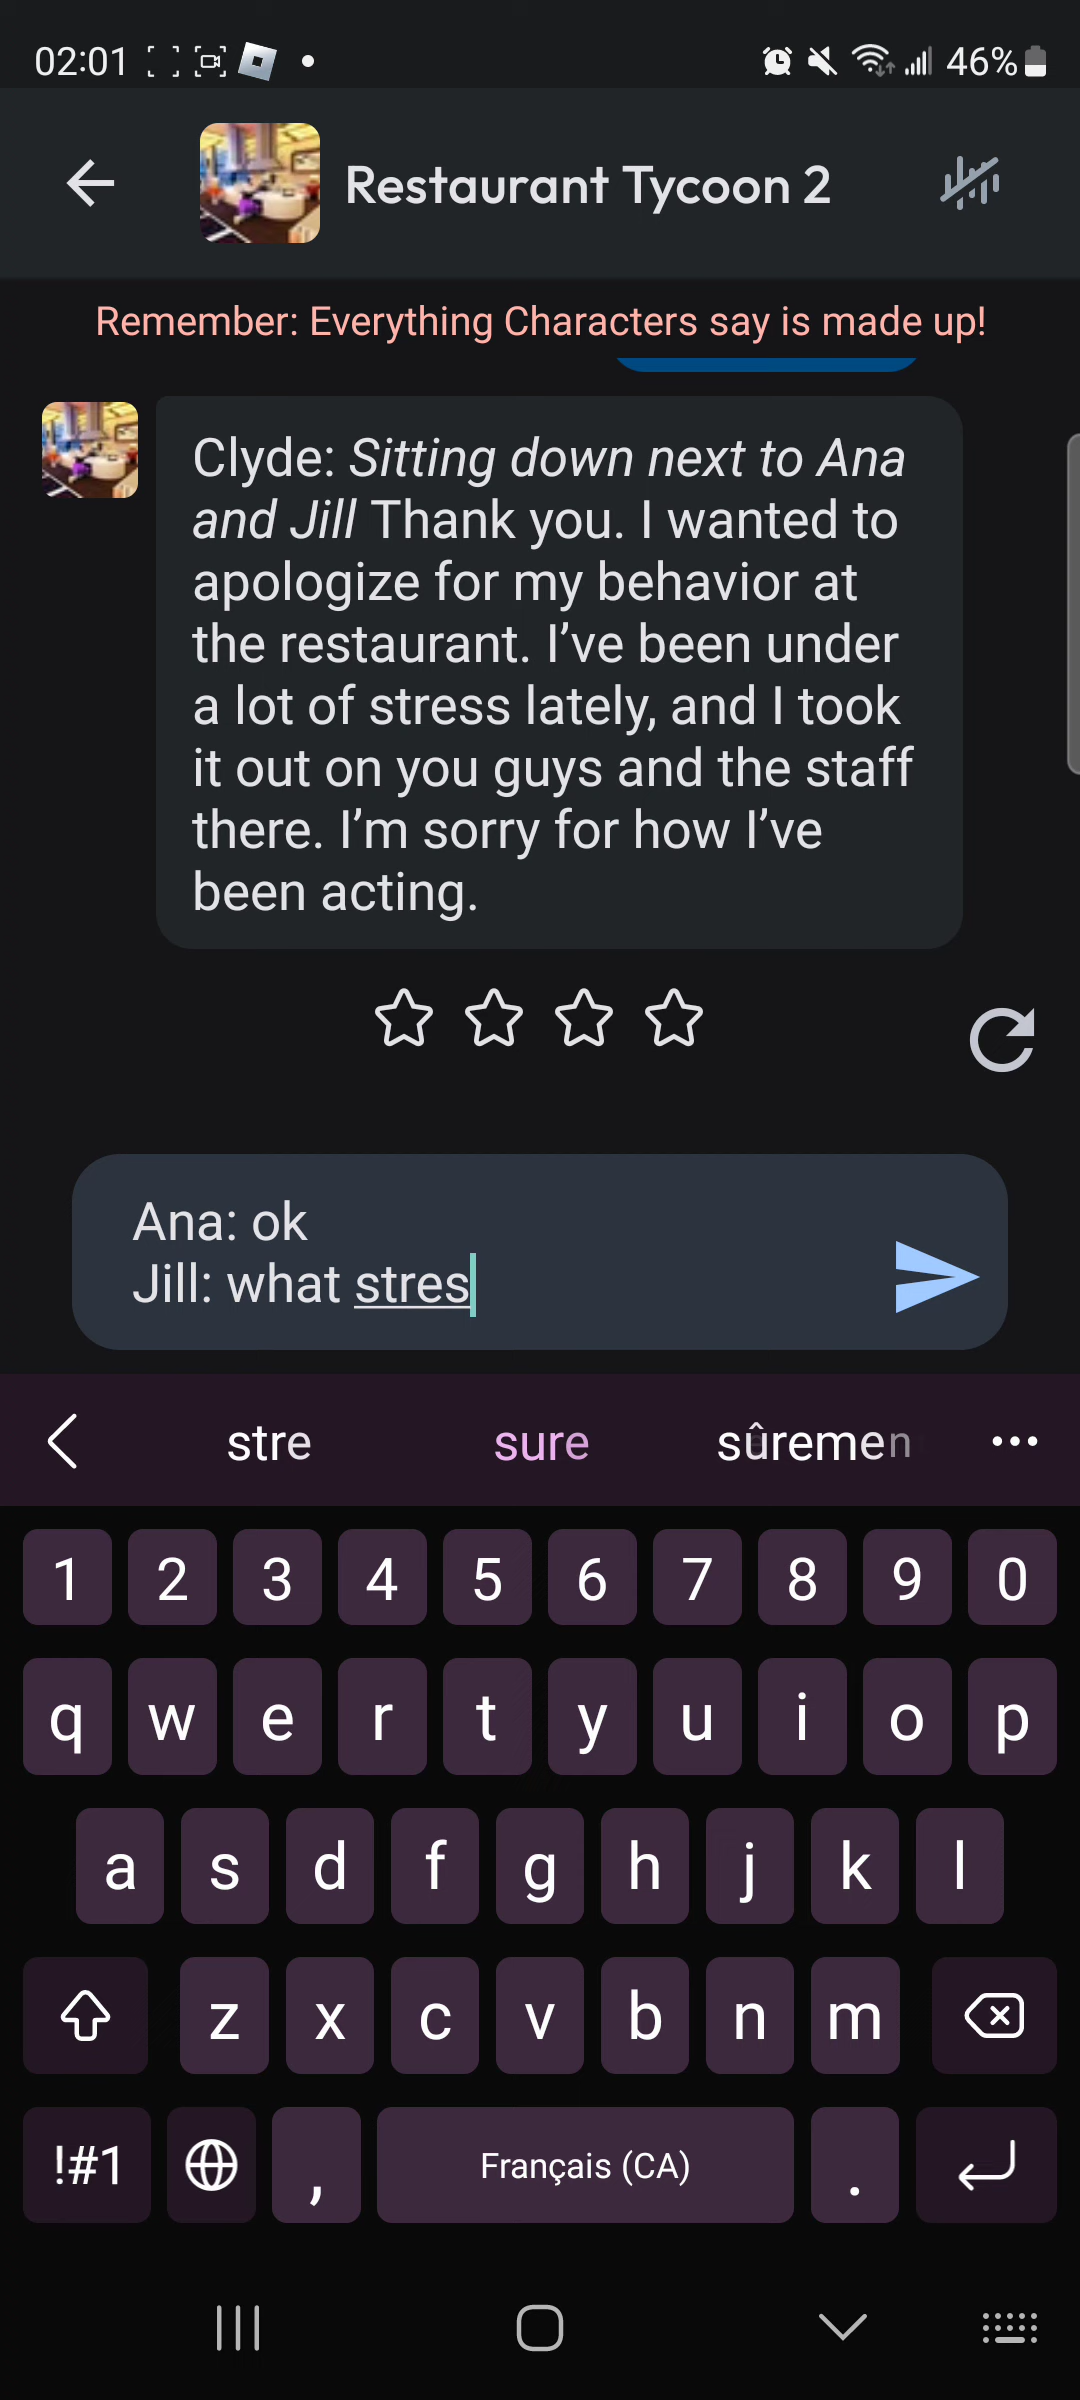 02:01
46%
Restaurant Tycoon 2
Remember: Everything Characters say is made up!
Clyde: Sitting down next to Ana
and Jill Thank you. I wanted to
apologize for my behavior at
the restaurant. I’ve been under
a lot of stress lately, and I took
it out on you guys and the staff
there. I’m sorry for how I’ve
been acting.
Ana: ok
Jill: what stres
stre sure sûremen
1 2 3 4 5 6 7 8 9 0
q w e r t y u i o p
a s d f g h j k l
z x c v b n m
!#1 , Français (CA) .